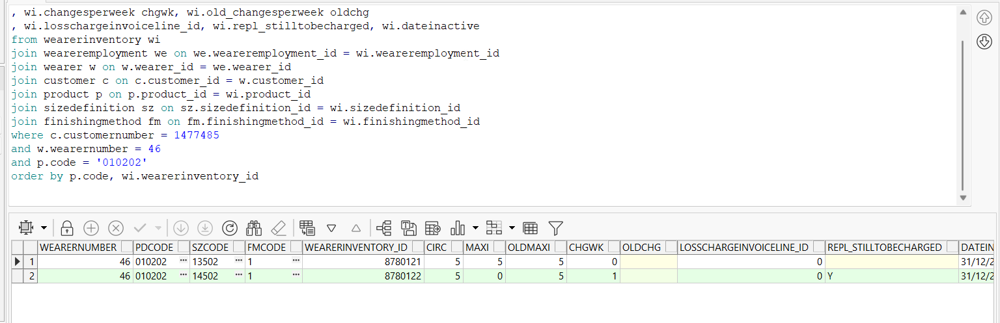 , wi.changesperweek chgwk, wi.old_changesperweek oldchg
, wi.losschargeinvoiceline_id, wi.repl_stilltobecharged, wi.dateinactive
from wearerinventory wi
join weareremployment we on we.weareremployment_id = wi.weareremployment_id
join wearer w on w.wearer_id = we.wearer_id
join customer c on c.customer_id = w.customer_id
join product p on p.product_id = wi.product_id
join sizedefinition sz on sz.sizedefinition_id = wi.sizedefinition_id
join finishingmethod fm on fm.finishingmethod_id = wi.finishingmethod_id
where c.customernumber = 1477485
and w.wearernumber = 46
and p.code = '010202'
order by p.code, wi.wearerinventory_id
WEARERNUMBER PDCODE SZCODE FMCODE WEARERINVENTORY_ID CIRC MAXI OLDMAXI CHGWK OLDCHG LOSSCHARGEINVOICELINE_ID REPL_STILLTOBECHARGED DATEIN
1 46 010202 ... 13502 ... 1 ... 8780121 5 5 5 0 0 31/12/2
2 46 010202 ... 14502 ... 1 ... 8780122 5 0 5 1 0 Y 31/12/2